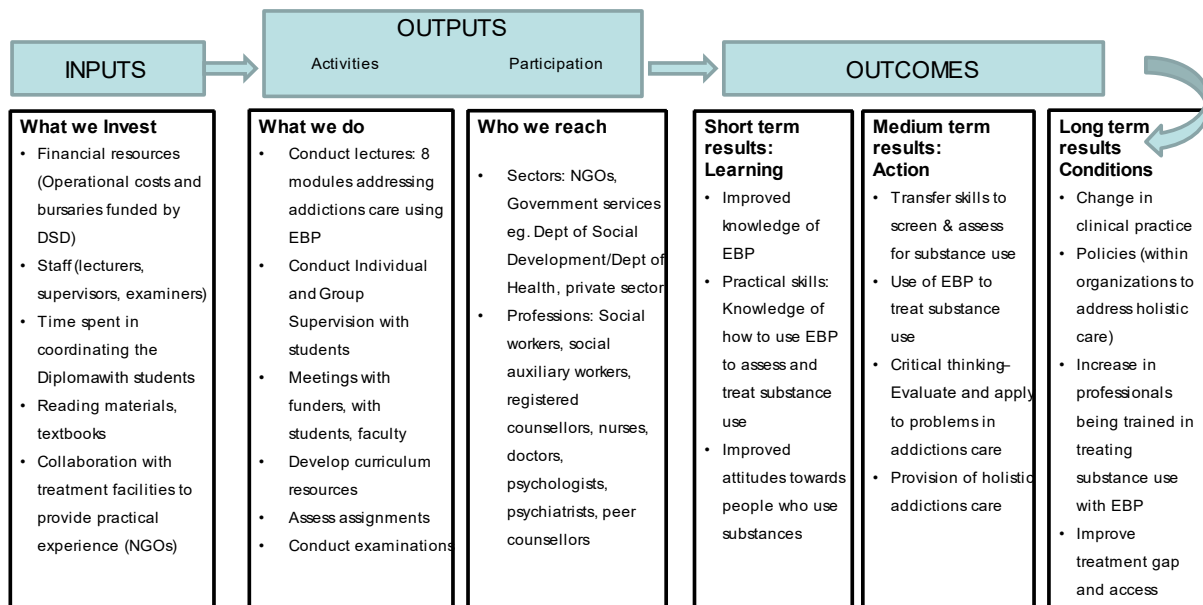 INPUTS
OUTPUTS
Activities
Participation
OUTCOMES
What we Invest
• Financial resources
(Operational costs and
bursaries funded by
DSD)
• Staff (lecturers,
supervisors, examiners)
• Time spent in
coordinating the
Diplomawith students
• Reading materials,
textbooks
• Collaboration with
treatment facilities to
provide practical
experience (NGOs)
What we do
• Conduct lectures: 8
modules addressing
addictions care using
EBP
• Conduct Individual
and Group
Supervision with
students
• Meetings with
funders, with
students, faculty
• Develop curriculum
resources
• Assess assignments
• Conduct examinations
Who we reach
• Sectors: NGOs,
Government services
eg. Dept of Social
Development/Dept of
Health, private sector
• Professions: Social
workers, social
auxiliary workers,
registered
counsellors, nurses,
doctors,
psychologists,
psychiatrists, peer
counsellors
Short term
results:
Learning
• Improved
knowledge of
EBP
• Practical skills:
Knowledge of
how to use EBP
to assess and
treat substance
use
• Improved
attitudes towards
people who use
substances
Medium term
results:
Action
• Transfer skills to
screen & assess
for substance use
• Use of EBP to
treat substance
use
• Critical thinking–
Evaluate and apply
to problems in
addictions care
• Provision of holistic
addictions care
Long term
results
Conditions
• Change in
clinical practice
• Policies (within
organizations to
address holistic
care)
• Increase in
professionals
being trained in
treating
substance use
with EBP
• Improve
treatment gap
and access